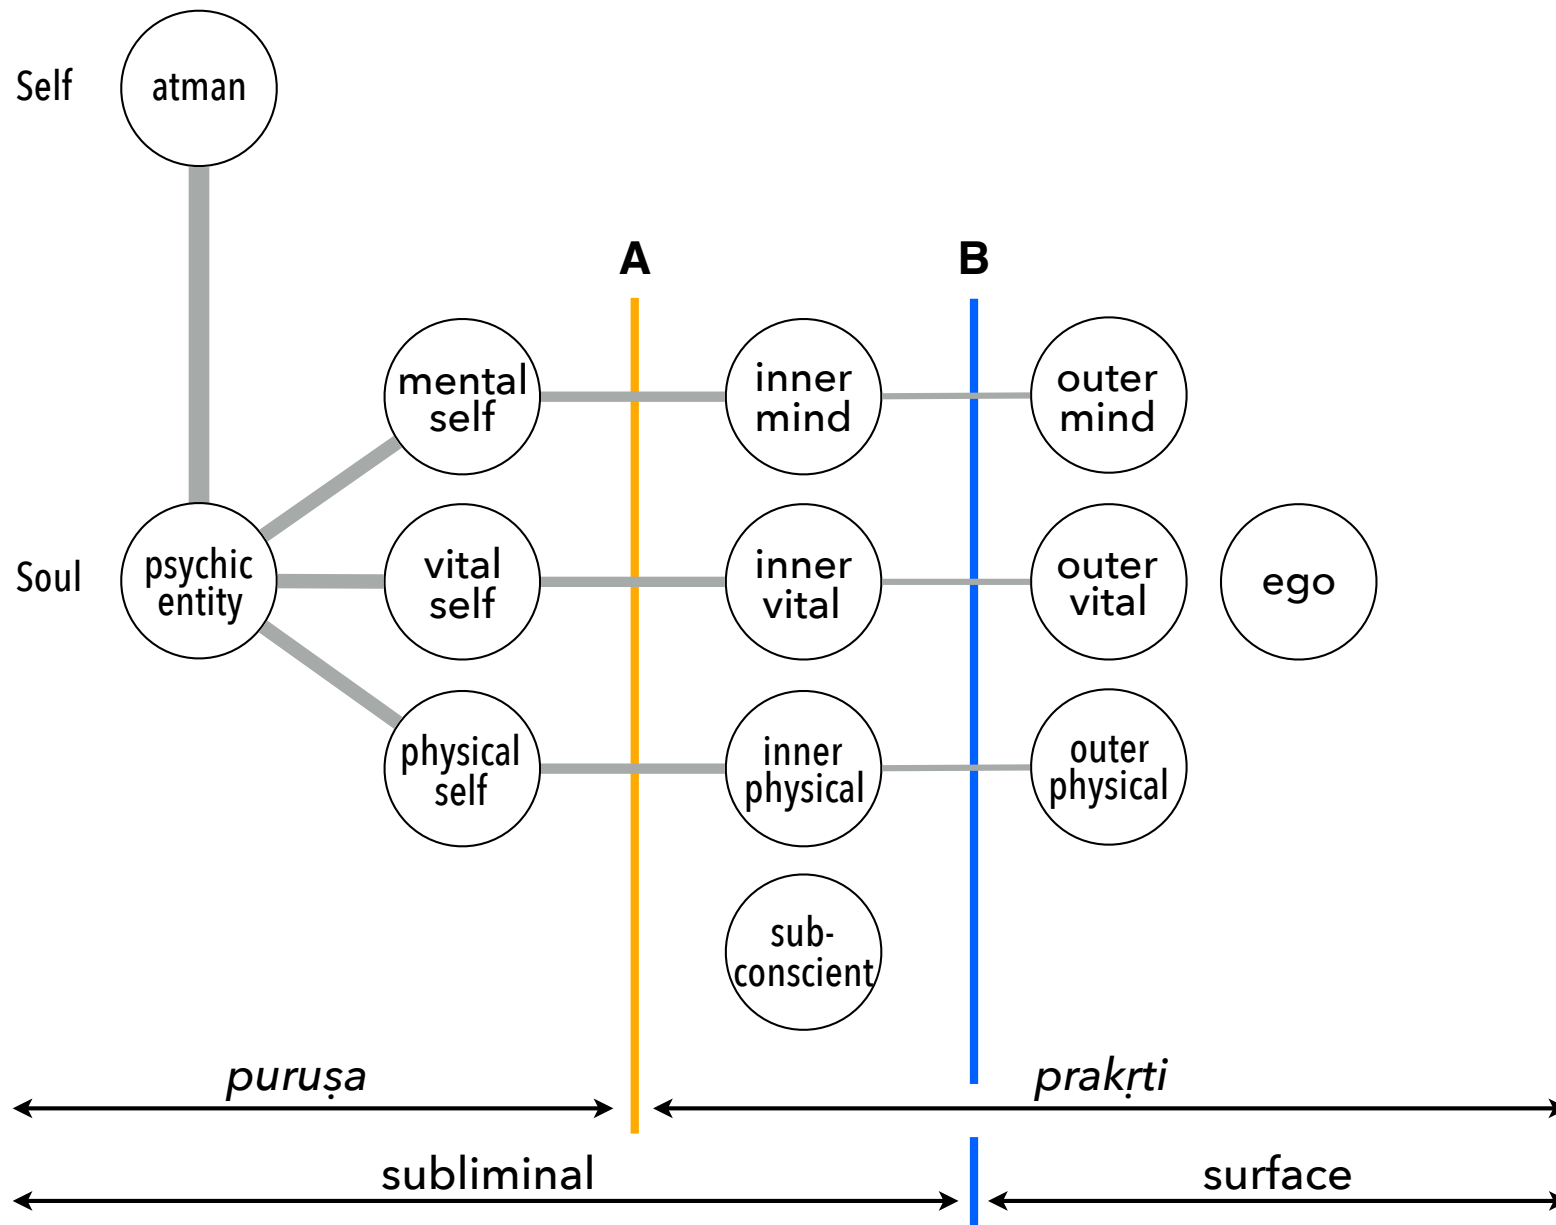 Self
atman
A
B
mental
self
inner
mind
outer
mind
Soul
psychic
entity
vital
self
inner
vital
outer
vital
ego
physical
self
inner
physical
outer
physical
sub-
conscient
puruṣa
prakṛti
subliminal
surface